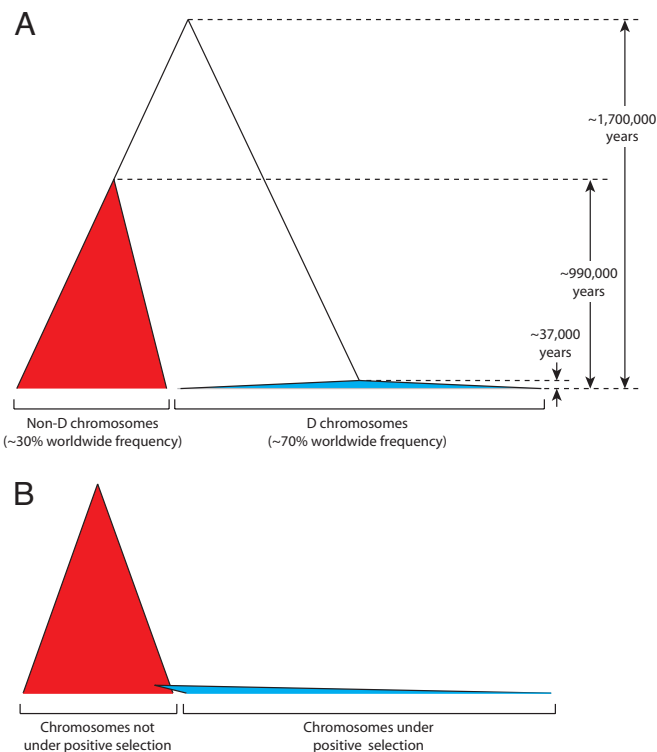 A
~1,700,000
years
~990,000
years
~37,000
years
Non-D chromosomes
(~30% worldwide frequency)
D chromosomes
(~70% worldwide frequency)
B
Chromosomes not
under positive selection
Chromosomes under
positive selection